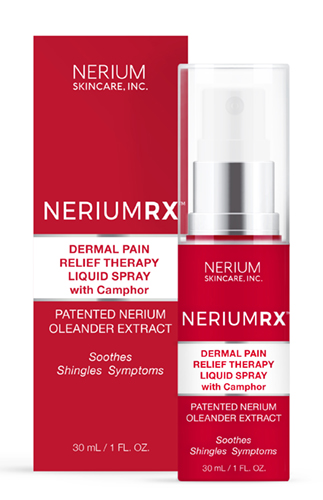 NERIUM
SKINCARE, INC.
NERIUMRX™
DERMAL PAIN
RELIEF THERAPY
LIQUID SPRAY
with Camphor
PATENTED NERIUM
OLEANDER EXTRACT
Soothes
Shingles Symptoms
30 mL / 1 FL. OZ.
NERIUM
SKINCARE, INC.
NERIUMRX™
DERMAL PAIN
RELIEF THERAPY
LIQUID SPRAY
with Camphor
PATENTED NERIUM
OLEANDER EXTRACT
Soothes
Shingles Symptoms
30 mL / 1 FL. OZ.